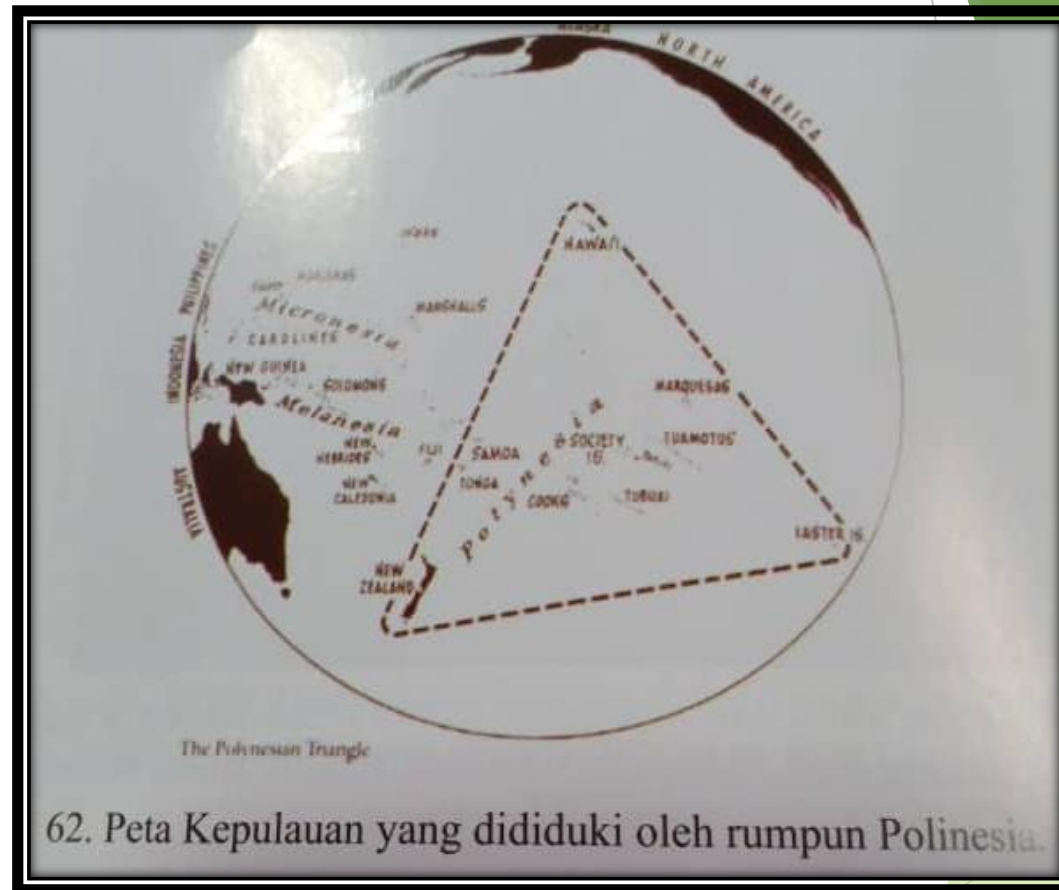 ALASKA
NORTH AMERICA
HAWAII
PHILIPPINES
MARIANAS
Micronesia
MARSHALLS
CAROLINES
INDONESIA
NEW GUINEA
SOLOMONS
Melanesia
MARQUESAS
NEW
HEBRIDES
FIJI
SAMOA
SOCIETY
IS.
TUAMOTUS
Polynesia
NEW
CALEDONIA
TONGA
COOKS
TUBUAI
AUSTRALIA
EASTER IS.
NEW
ZEALAND
The Polynesian Triangle
62. Peta Kepulauan yang dididuki oleh rumpun Polinesia.